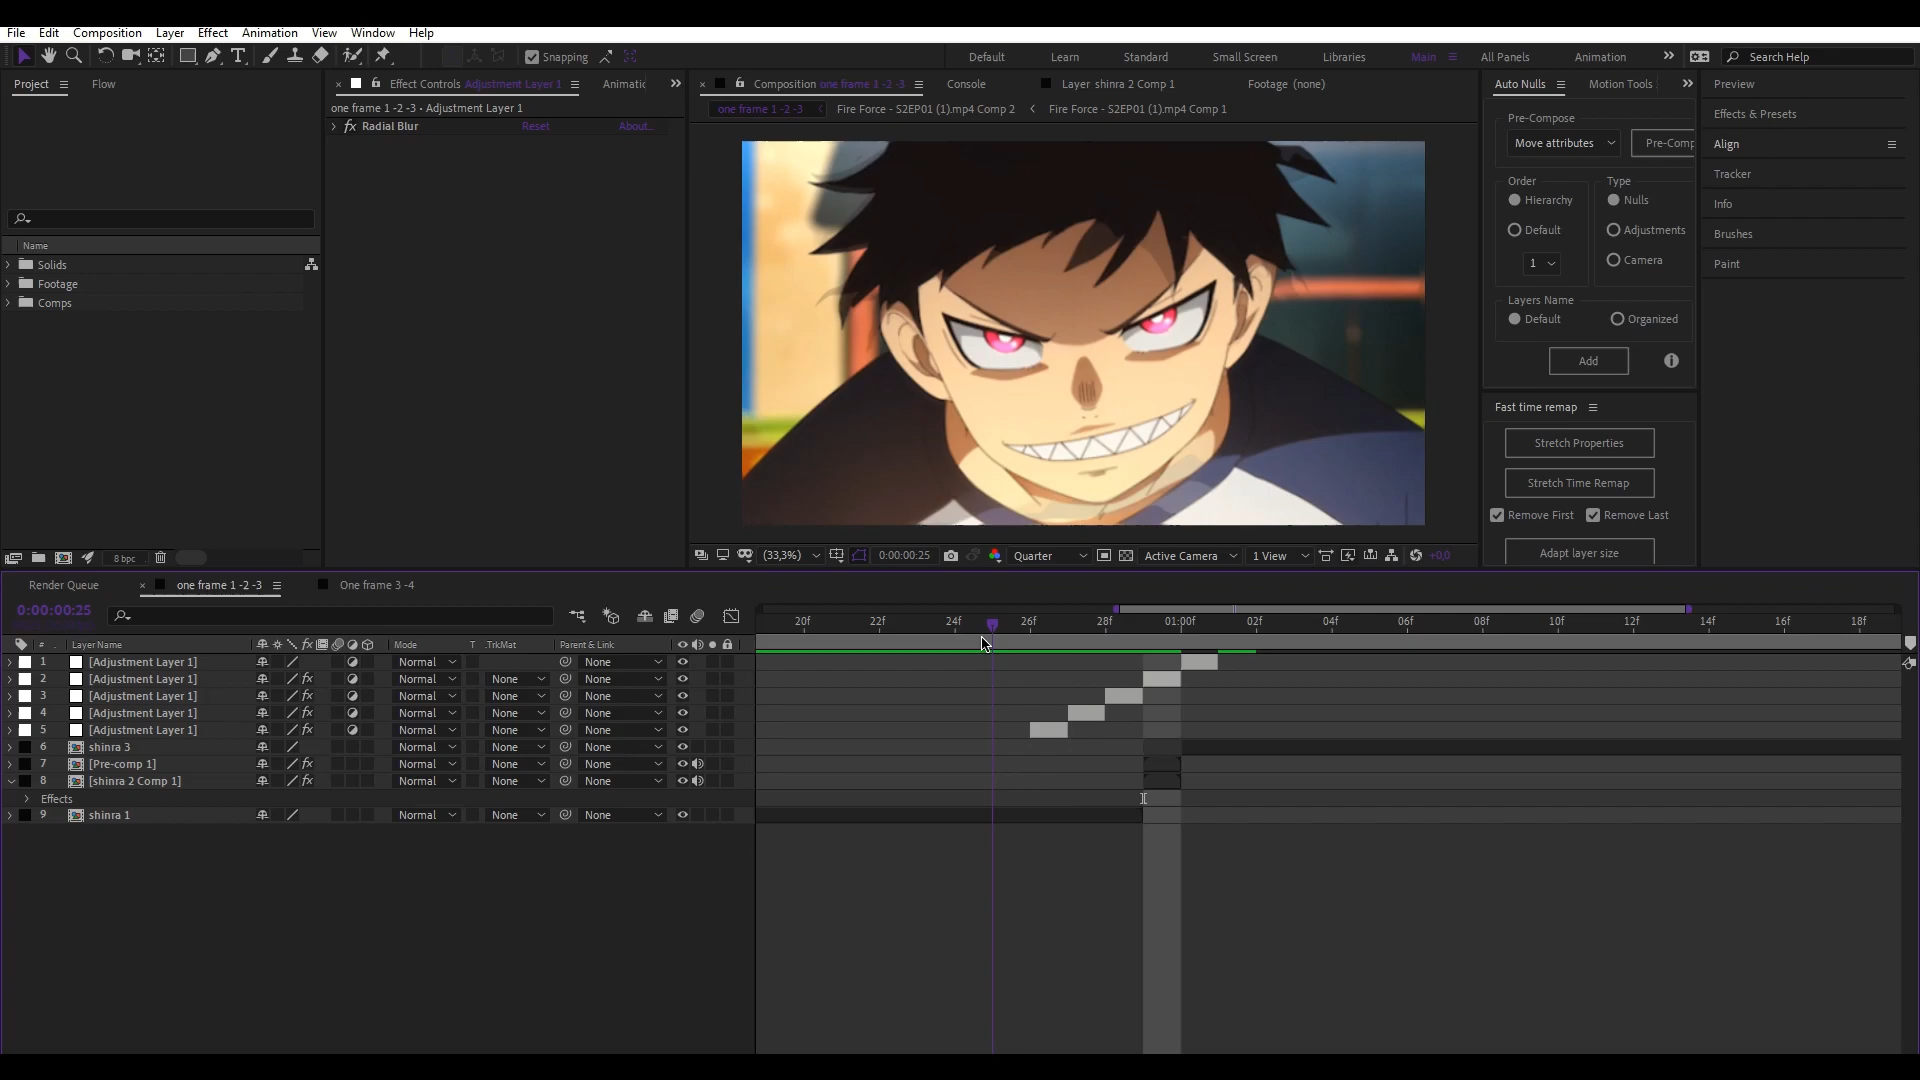 File Edit Composition Layer Effect Animation View Window Help
Snapping Default Learn Standard Small Screen Libraries Main All Panels Animation Search Help
Project Flow Effect Controls Adjustment Layer 1 Animatic Composition one frame 1 -2 -3 Console Layer shinra 2 Comp 1 Footage (none) Auto Nulls Motion Tools Preview
one frame 1 -2 -3 • Adjustment Layer 1 one frame 1 -2 -3 Fire Force - S2EP01 (1).mp4 Comp 2 Fire Force - S2EP01 (1).mp4 Comp 1
Radial Blur Reset About...
Pre-Compose
Move attributes Pre-Comp
Order Type
Hierarchy Nulls
Default Adjustments
1 Camera
Layers Name
Default Organized
Add
Fast time remap
Stretch Properties
Stretch Time Remap
Remove First Remove Last
Adapt layer size
Effects & Presets
Align
Tracker
Info
Brushes
Paint
Name
Solids
Footage
Comps
8 bpc (33,3%) 0:00:00:25 Quarter Active Camera 1 View +0,0
Render Queue one frame 1 -2 -3 One frame 3 -4
0:00:00:25
20f 22f 24f 26f 28f 01:00f 02f 04f 06f 08f 10f 12f 14f 16f 18f
# Layer Name Mode T .TrkMat Parent & Link
1 [Adjustment Layer 1] Normal None
2 [Adjustment Layer 1] Normal None None
3 [Adjustment Layer 1] Normal None None
4 [Adjustment Layer 1] Normal None None
5 [Adjustment Layer 1] Normal None None
6 shinra 3 Normal None None
7 [Pre-comp 1] Normal None None
8 [shinra 2 Comp 1] Normal None None
Effects
9 shinra 1 Normal None None